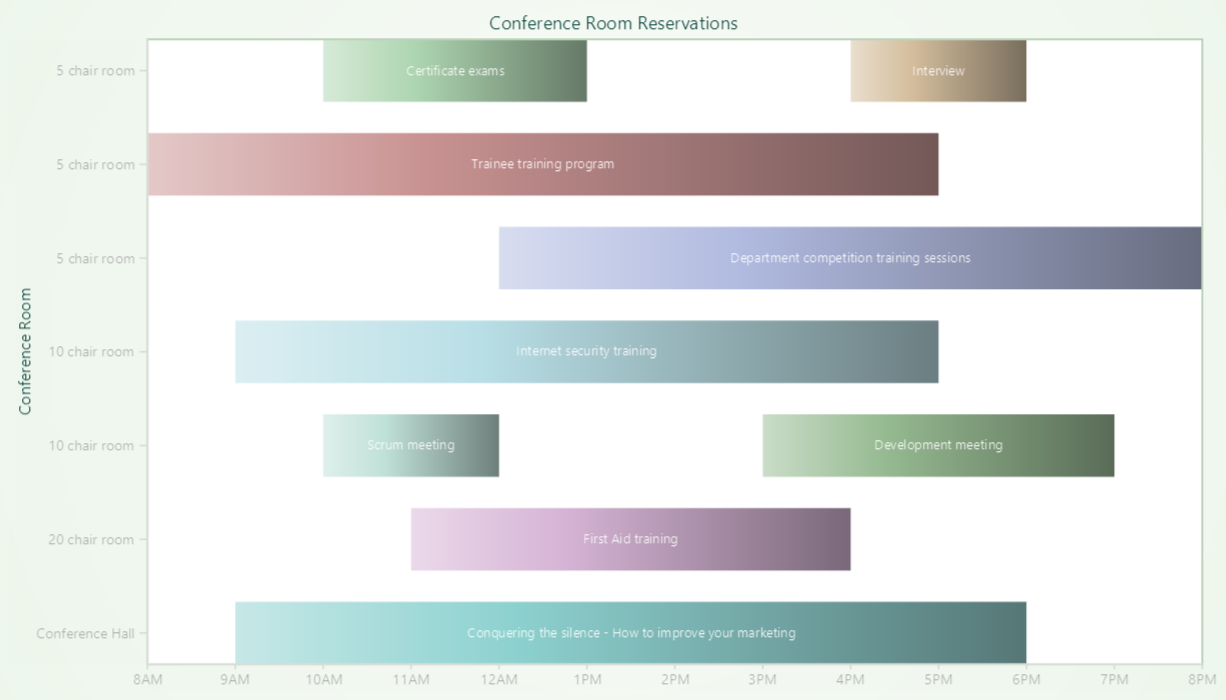 Conference Room Reservations
5 chair room
Certificate exams
Interview
5 chair room
Trainee training program
5 chair room
Department competition training sessions
10 chair room
Internet security training
10 chair room
Scrum meeting
Development meeting
20 chair room
First Aid training
Conference Hall
Conquering the silence - How to improve your marketing
Conference Room
8AM 9AM 10AM 11AM 12AM 1PM 2PM 3PM 4PM 5PM 6PM 7PM 8PM